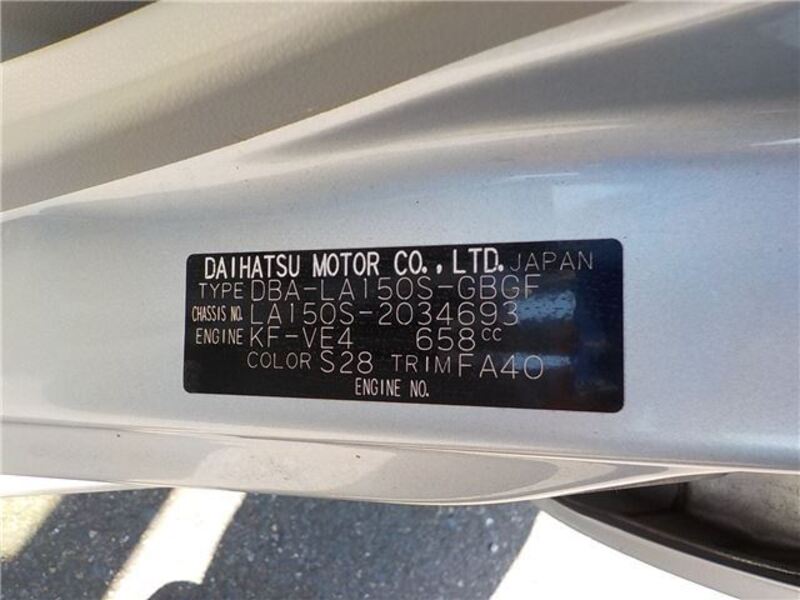 DAIHATSU MOTOR CO., LTD. JAPAN
TYPE DBA-LA150S-GBGF
CHASSIS NO. LA150S-2034693
ENGINE KF-VE4 658cc
COLOR S28 TRIM FA40
ENGINE NO.